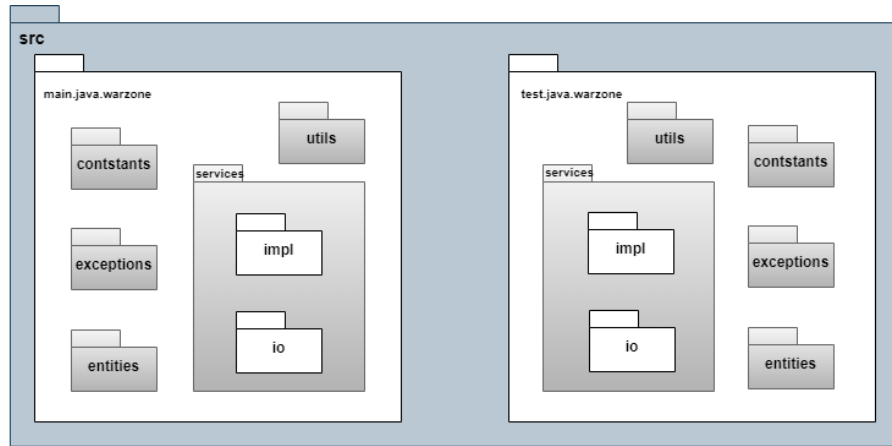 src
main.java.warzone
utils
contstants
services
impl
exceptions
io
entities
test.java.warzone
utils
contstants
services
impl
exceptions
io
entities